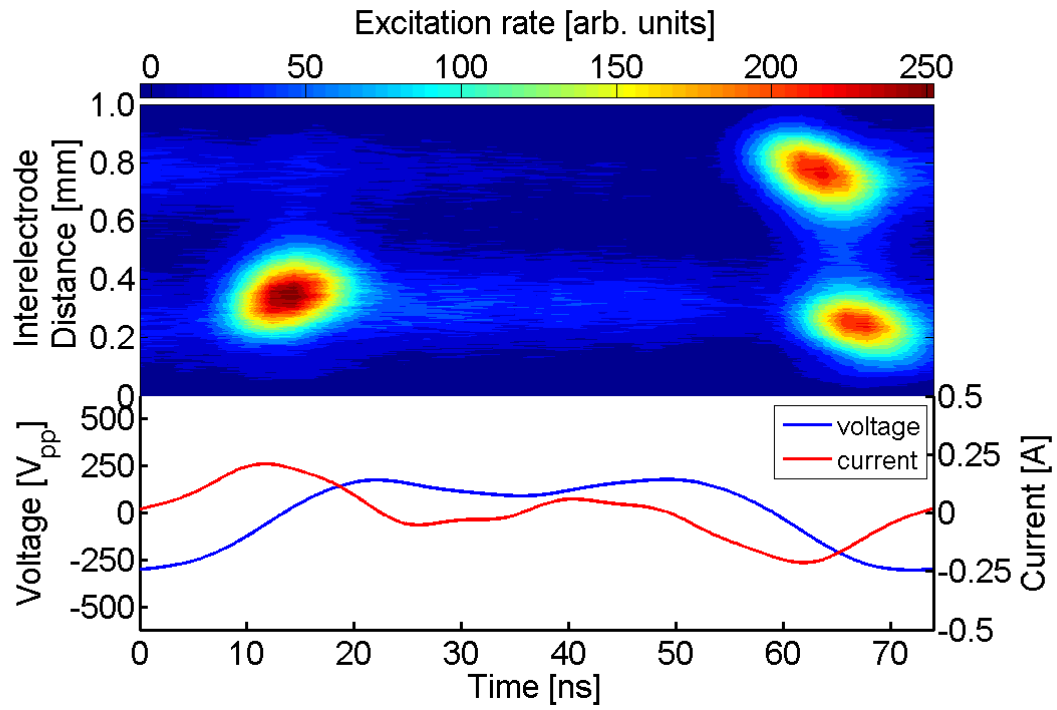 Excitation rate [arb. units]
0 50 100 150 200 250
Interelectrode
Distance [mm]
1.0
0.8
0.6
0.4
0.2
0
Voltage [Vpp]
500
250
0
-250
-500
voltage
current
0.5
0.25
0
-0.25
-0.5
Current [A]
0 10 20 30 40 50 60 70
Time [ns]